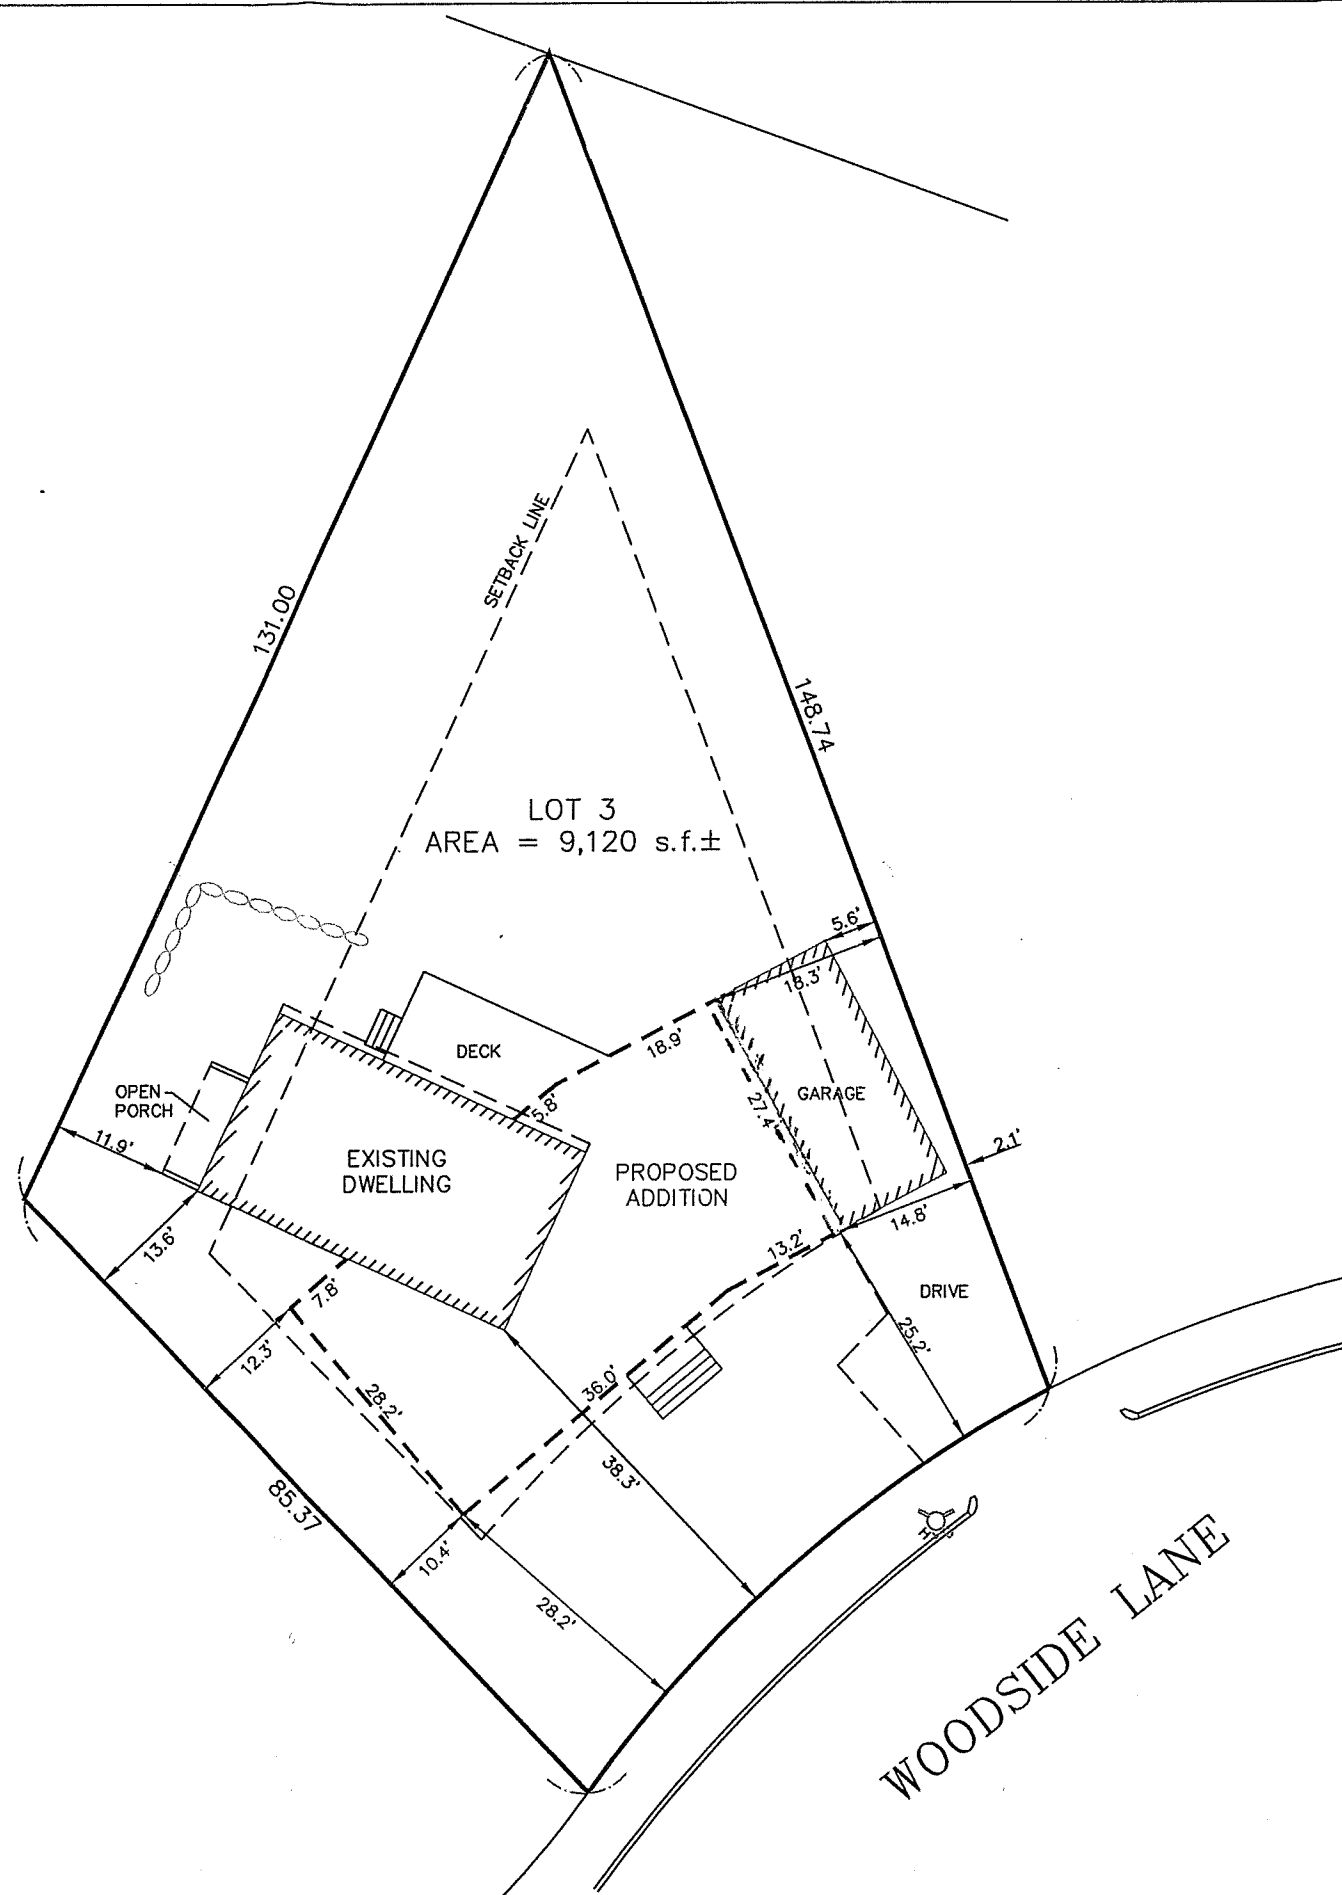 131.00
SETBACK LINE
148.74
LOT 3
AREA = 9,120 s.f.±
5.6'
18.3'
18.9'
DECK
GARAGE
OPEN
PORCH
5.8'
27.4'
11.9'
2.1'
EXISTING
DWELLING
PROPOSED
ADDITION
14.8'
13.6'
13.2'
7.8'
DRIVE
25.2'
12.3'
28.2'
36.0'
38.3'
85.37
10.4'
28.2'
WOODSIDE LANE